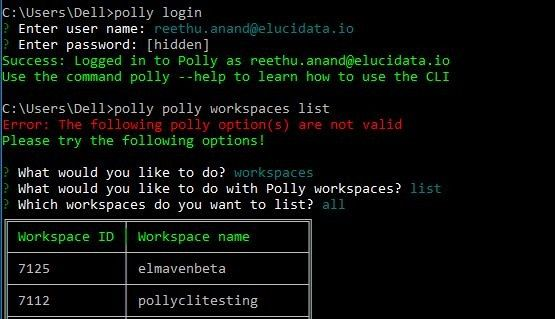 C:\Users\Dell>polly login
? Enter user name: reethu.anand@elucidata.io
? Enter password: [hidden]
Success: Logged in to Polly as reethu.anand@elucidata.io
Use the command polly --help to learn how to use the CLI
C:\Users\Dell>polly polly workspaces list
Error: The following polly option(s) are not valid
Please try the following options!
? What would you like to do? workspaces
? What would you like to do with Polly workspaces? list
? Which workspaces do you want to list? all
Workspace ID Workspace name
7125 elmavenbeta
7112 pollyclitesting